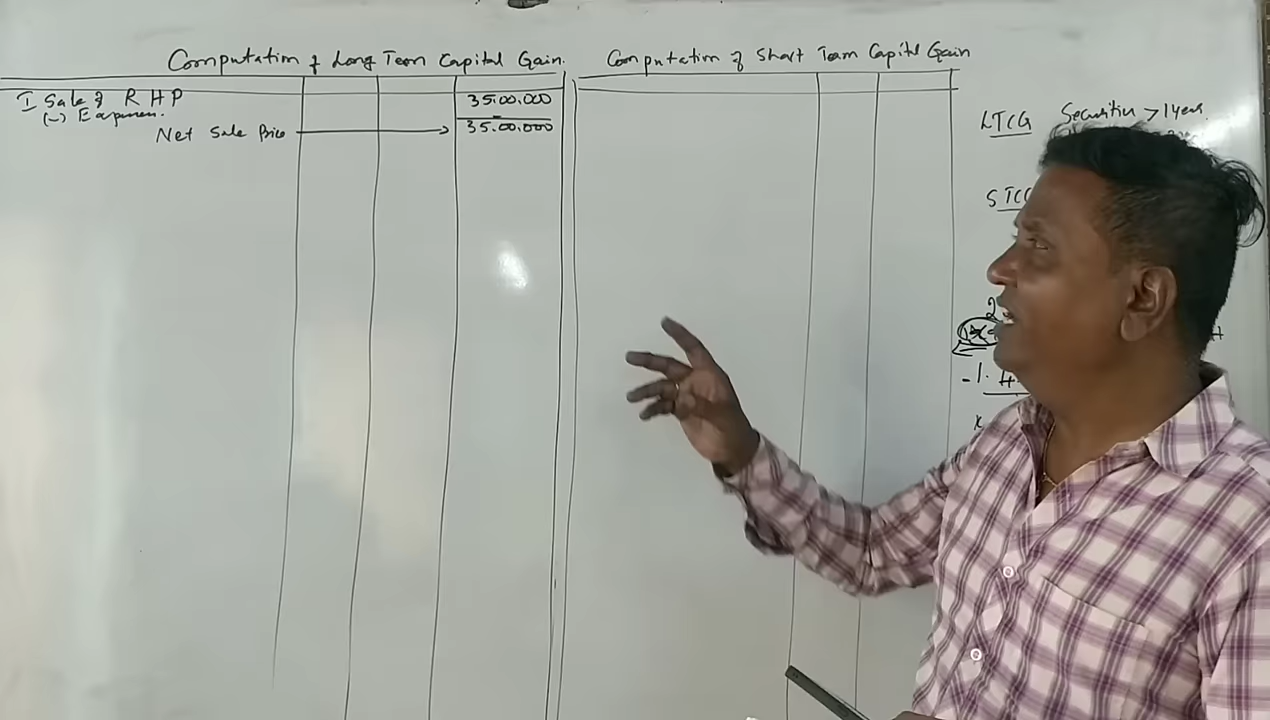 Computation of Long Term Capital Gain.
I Sale of R H P 35,00,000
(-) Expenses. -
Net Sale Price 35,00,000
Computation of Short Term Capital Gain
LTCG Securities > 1 years.
STCG